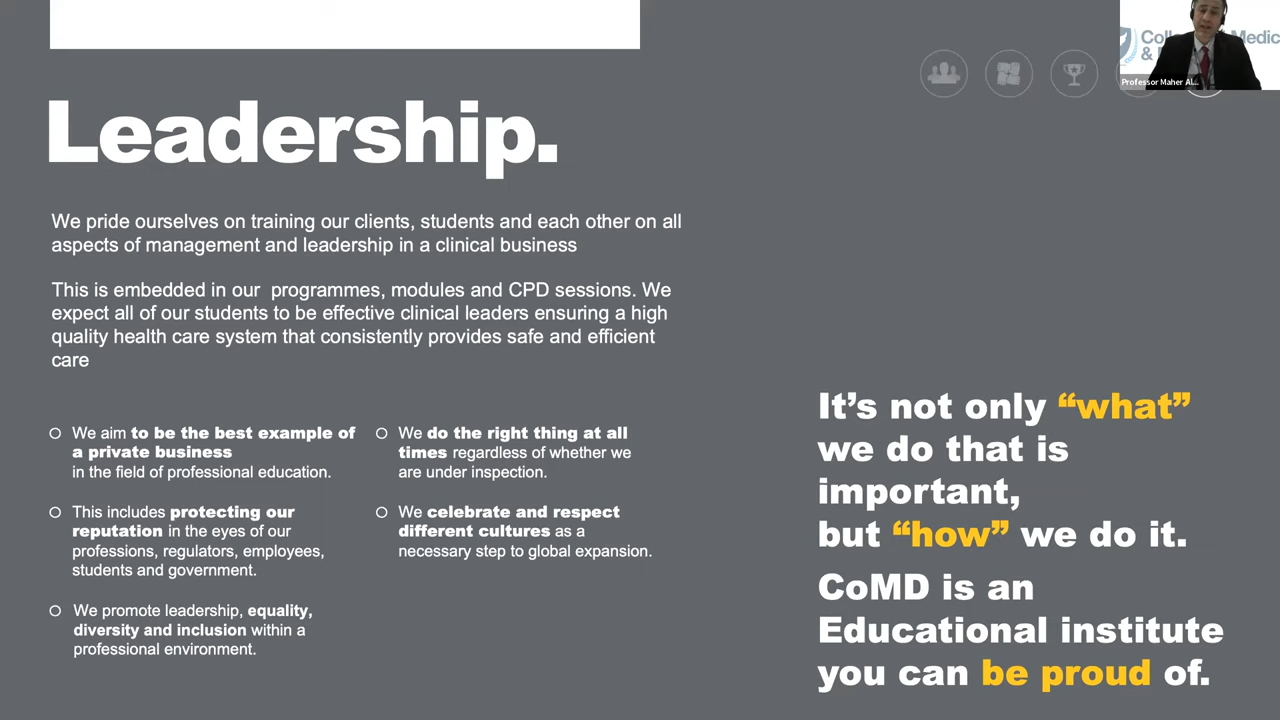 Leadership.
We pride ourselves on training our clients, students and each other on all
aspects of management and leadership in a clinical business
This is embedded in our programmes, modules and CPD sessions. We
expect all of our students to be effective clinical leaders ensuring a high
quality health care system that consistently provides safe and efficient
care
We aim to be the best example of
a private business
in the field of professional education.
This includes protecting our
reputation in the eyes of our
professions, regulators, employees,
students and government.
We promote leadership, equality,
diversity and inclusion within a
professional environment.
We do the right thing at all
times regardless of whether we
are under inspection.
We celebrate and respect
different cultures as a
necessary step to global expansion.
It’s not only “what”
we do that is
important,
but “how” we do it.
CoMD is an
Educational institute
you can be proud of.
Professor Maher Al...
&